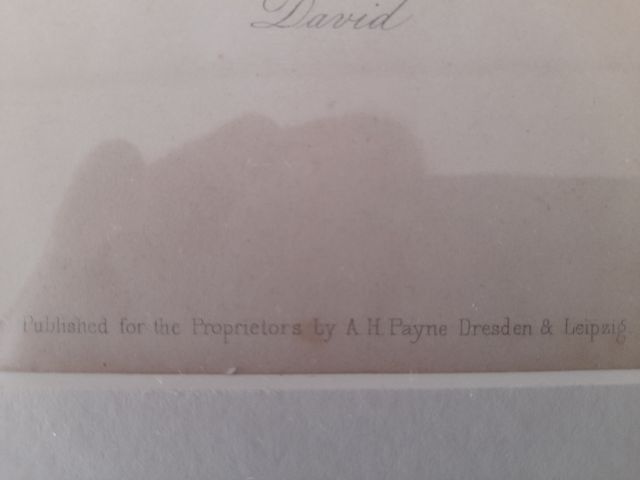 David
Published for the Proprietors by A H Payne Dresden & Leipzig